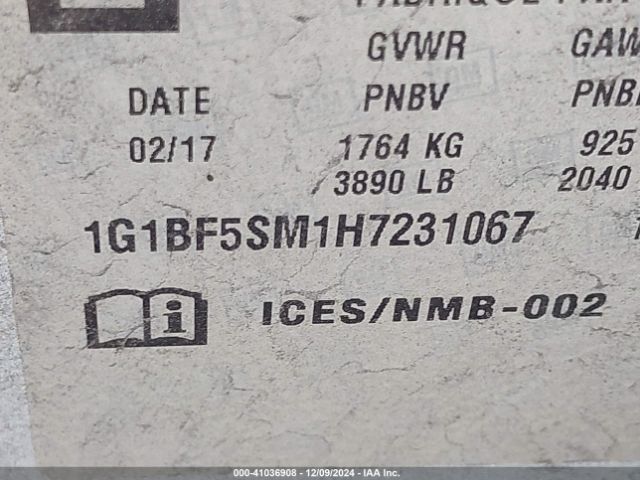 GVWR GAW
DATE PNBV PNB
02/17 1764 KG 925
3890 LB 2040
1G1BF5SM1H7231067
i ICES/NMB-002
000-41036908 - 12/09/2024 - IAA Inc.